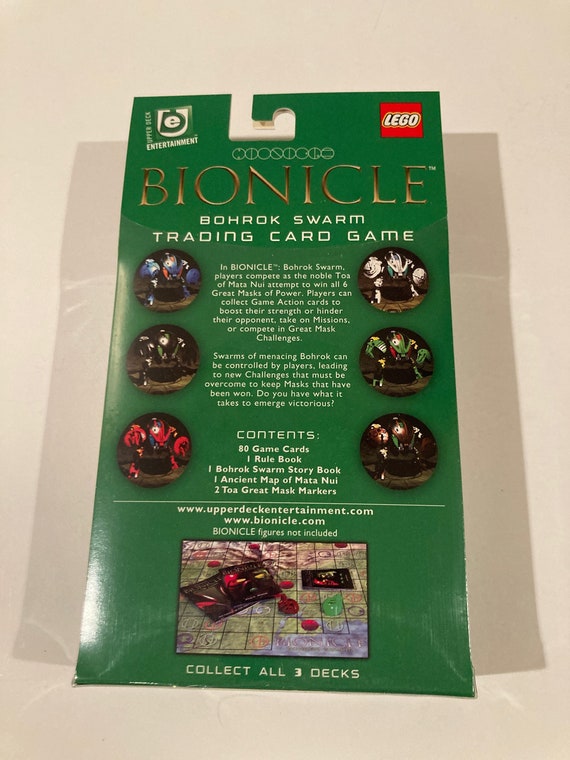 UPPER DECK
e
ENTERTAINMENT™
LEGO
BIONICLE™
BOHROK SWARM
TRADING CARD GAME
In BIONICLE™: Bohrok Swarm,
players compete as the noble Toa
of Mata Nui attempt to win all 6
Great Masks of Power. Players can
collect Game Action cards to
boost their strength or hinder
their opponent, take on Missions,
or compete in Great Mask
Challenges.
Swarms of menacing Bohrok can
be controlled by players, leading
to new Challenges that must be
overcome to keep Masks that have
been won. Do you have what it
takes to emerge victorious?
CONTENTS:
80 Game Cards
1 Rule Book
1 Bohrok Swarm Story Book
1 Ancient Map of Mata Nui
2 Toa Great Mask Markers
www.upperdeckentertainment.com
www.bionicle.com
BIONICLE figures not included
BIONICLE
COLLECT ALL 3 DECKS